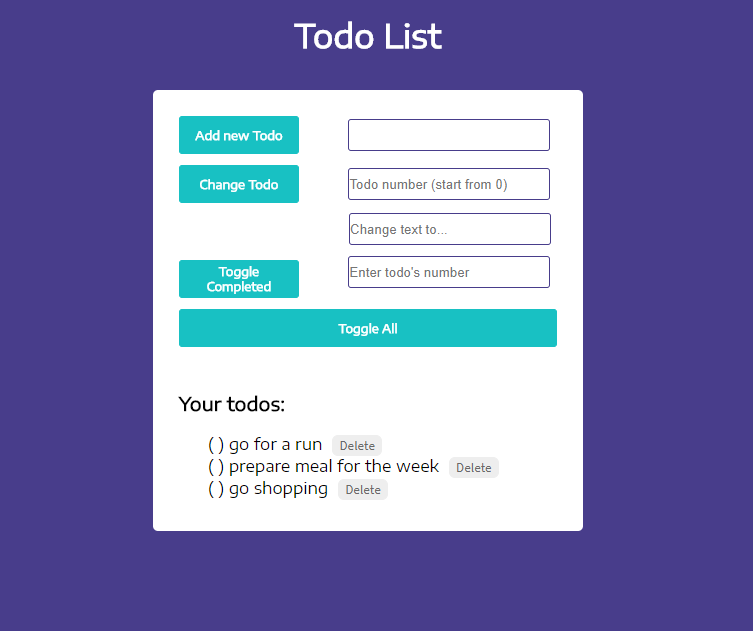 Todo List
Add new Todo
Change Todo
Todo number (start from 0)
Change text to...
Toggle
Completed
Enter todo's number
Toggle All
Your todos:
( ) go for a run Delete
( ) prepare meal for the week Delete
( ) go shopping Delete